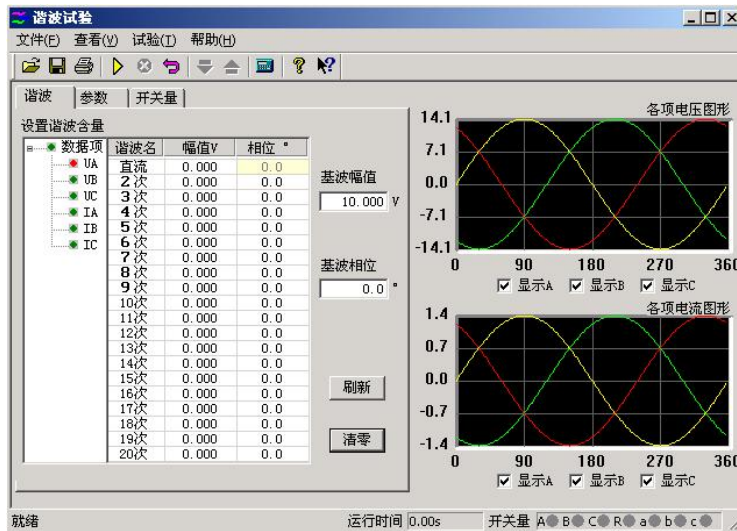 谐波试验
文件(F) 查看(V) 试验(T) 帮助(H)
谐波 参数 开关量
设置谐波含量
数据项
UA
UB
UC
IA
IB
IC
谐波名 幅值V 相位 °
直流 0.000 0.0
2次 0.000 0.0
3次 0.000 0.0
4次 0.000 0.0
5次 0.000 0.0
6次 0.000 0.0
7次 0.000 0.0
8次 0.000 0.0
9次 0.000 0.0
10次 0.000 0.0
11次 0.000 0.0
12次 0.000 0.0
13次 0.000 0.0
14次 0.000 0.0
15次 0.000 0.0
16次 0.000 0.0
17次 0.000 0.0
18次 0.000 0.0
19次 0.000 0.0
20次 0.000 0.0
基波幅值
10.000 V
基波相位
0.0 °
刷新
清零
各项电压图形
14.1
7.1
0.0
-7.1
-14.1
0 90 180 270 360
显示A 显示B 显示C
各项电流图形
1.4
0.7
0.0
-0.7
-1.4
0 90 180 270 360
显示A 显示B 显示C
就绪 运行时间 0.00s 开关量 A B C R a b c